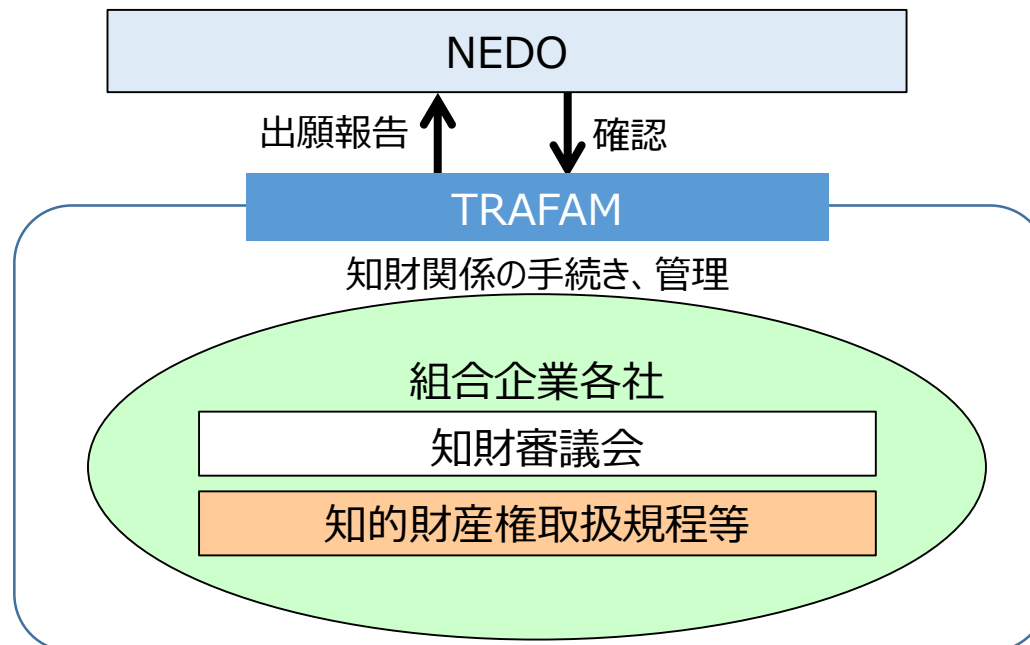 NEDO
出願報告
確認
TRAFAM
知財関係の手続き、管理
組合企業各社
知財審議会
知的財産権取扱規程等